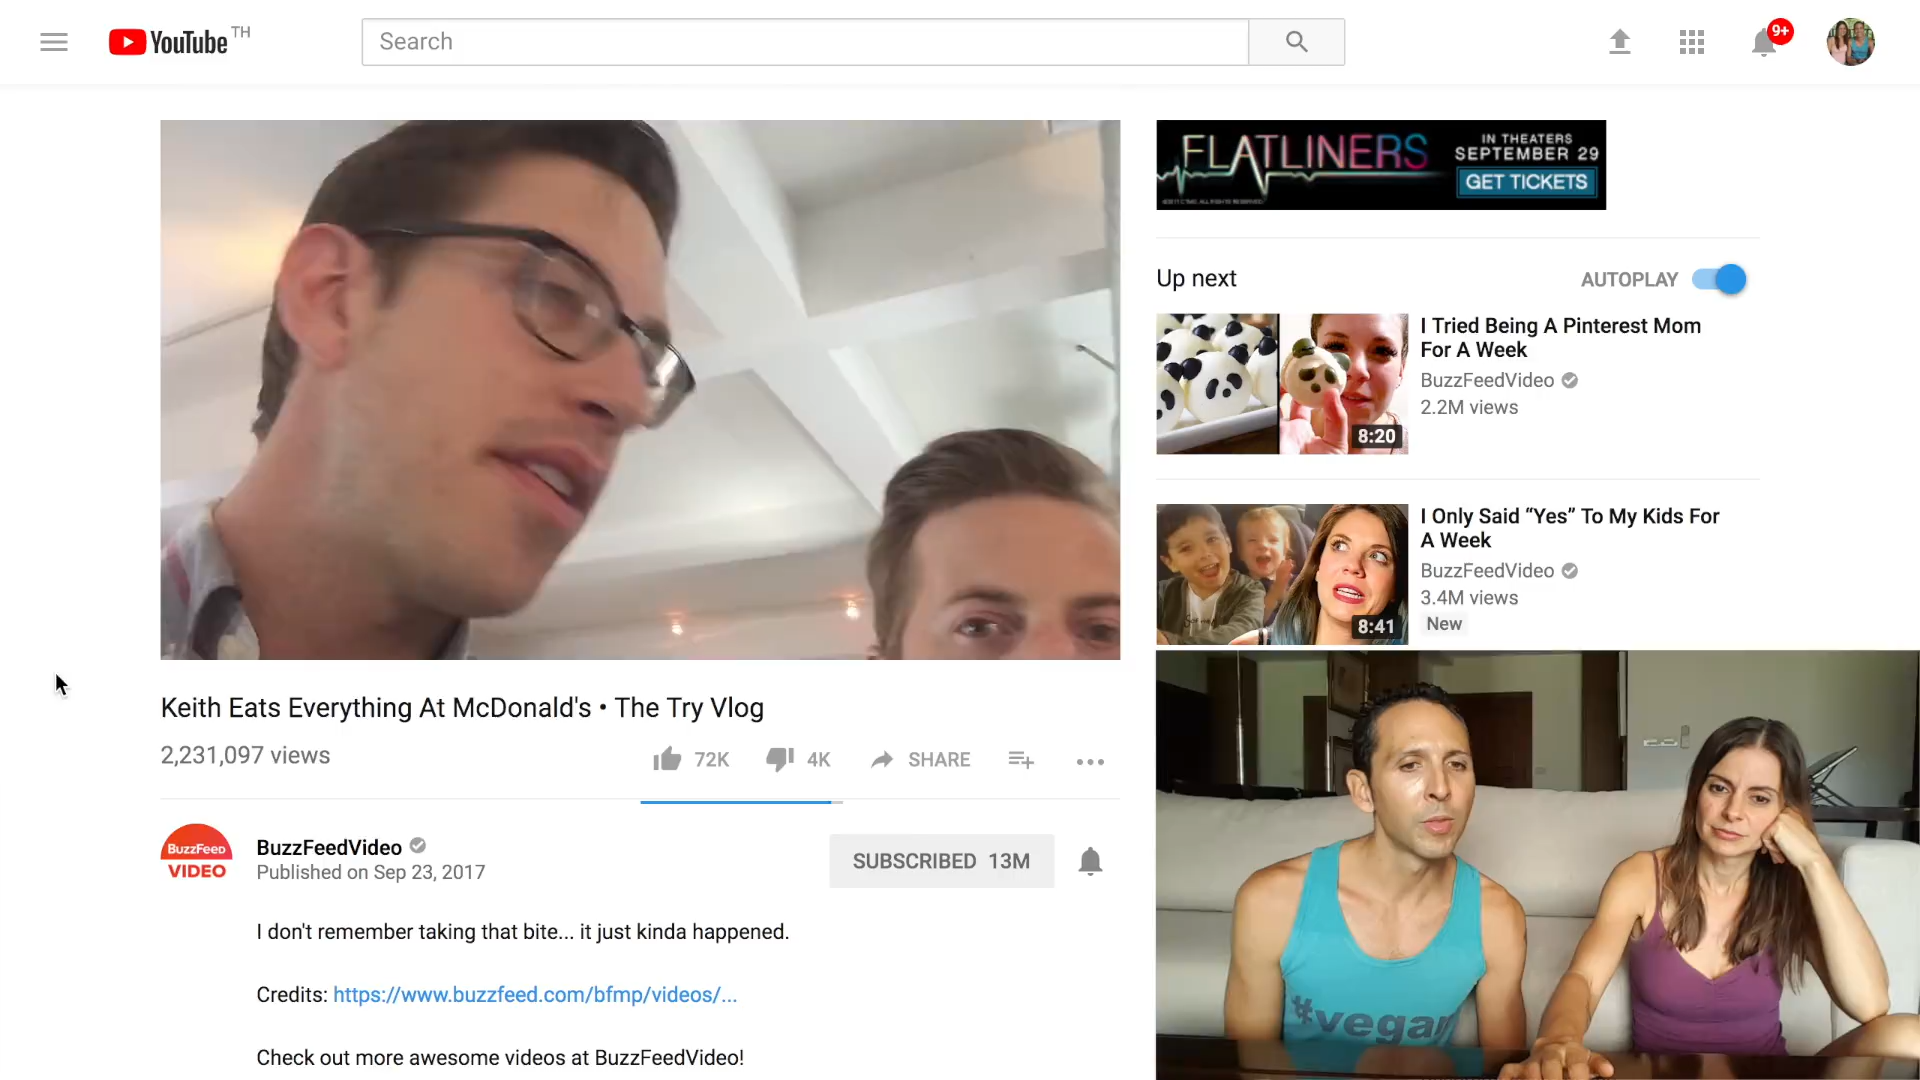 YouTube TH
Search
9+
FLATLINERS
IN THEATERS
SEPTEMBER 29
GET TICKETS
Up next
AUTOPLAY
I Tried Being A Pinterest Mom
For A Week
BuzzFeedVideo
2.2M views
8:20
I Only Said “Yes” To My Kids For
A Week
BuzzFeedVideo
3.4M views
New
8:41
Keith Eats Everything At McDonald's • The Try Vlog
2,231,097 views
72K
4K
SHARE
BuzzFeed
VIDEO
BuzzFeedVideo
Published on Sep 23, 2017
SUBSCRIBED 13M
I don't remember taking that bite... it just kinda happened.
Credits: https://www.buzzfeed.com/bfmp/videos/...
Check out more awesome videos at BuzzFeedVideo!
#vegan